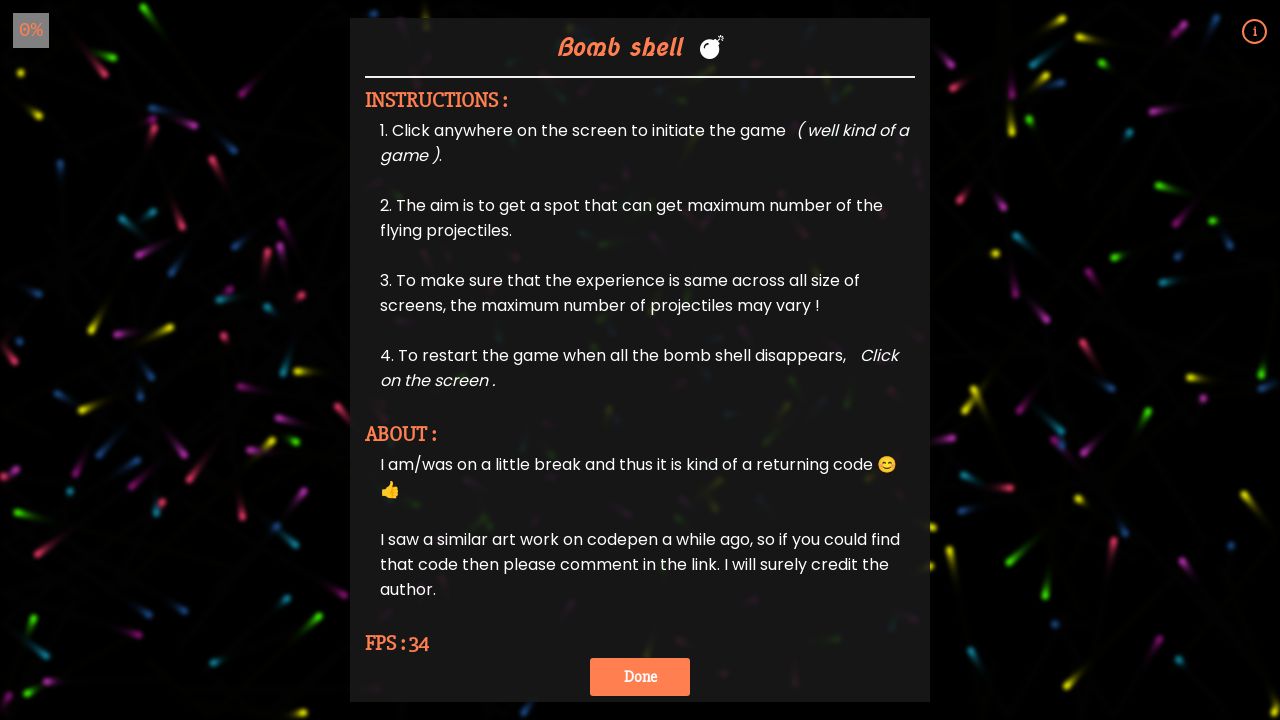 0%
i
Bomb shell 💣
INSTRUCTIONS :
1. Click anywhere on the screen to initiate the game ( well kind of a
game ).
2. The aim is to get a spot that can get maximum number of the
flying projectiles.
3. To make sure that the experience is same across all size of
screens, the maximum number of projectiles may vary !
4. To restart the game when all the bomb shell disappears, Click
on the screen .
ABOUT :
I am/was on a little break and thus it is kind of a returning code 😊
👍
I saw a similar art work on codepen a while ago, so if you could find
that code then please comment in the link. I will surely credit the
author.
FPS : 34
Done